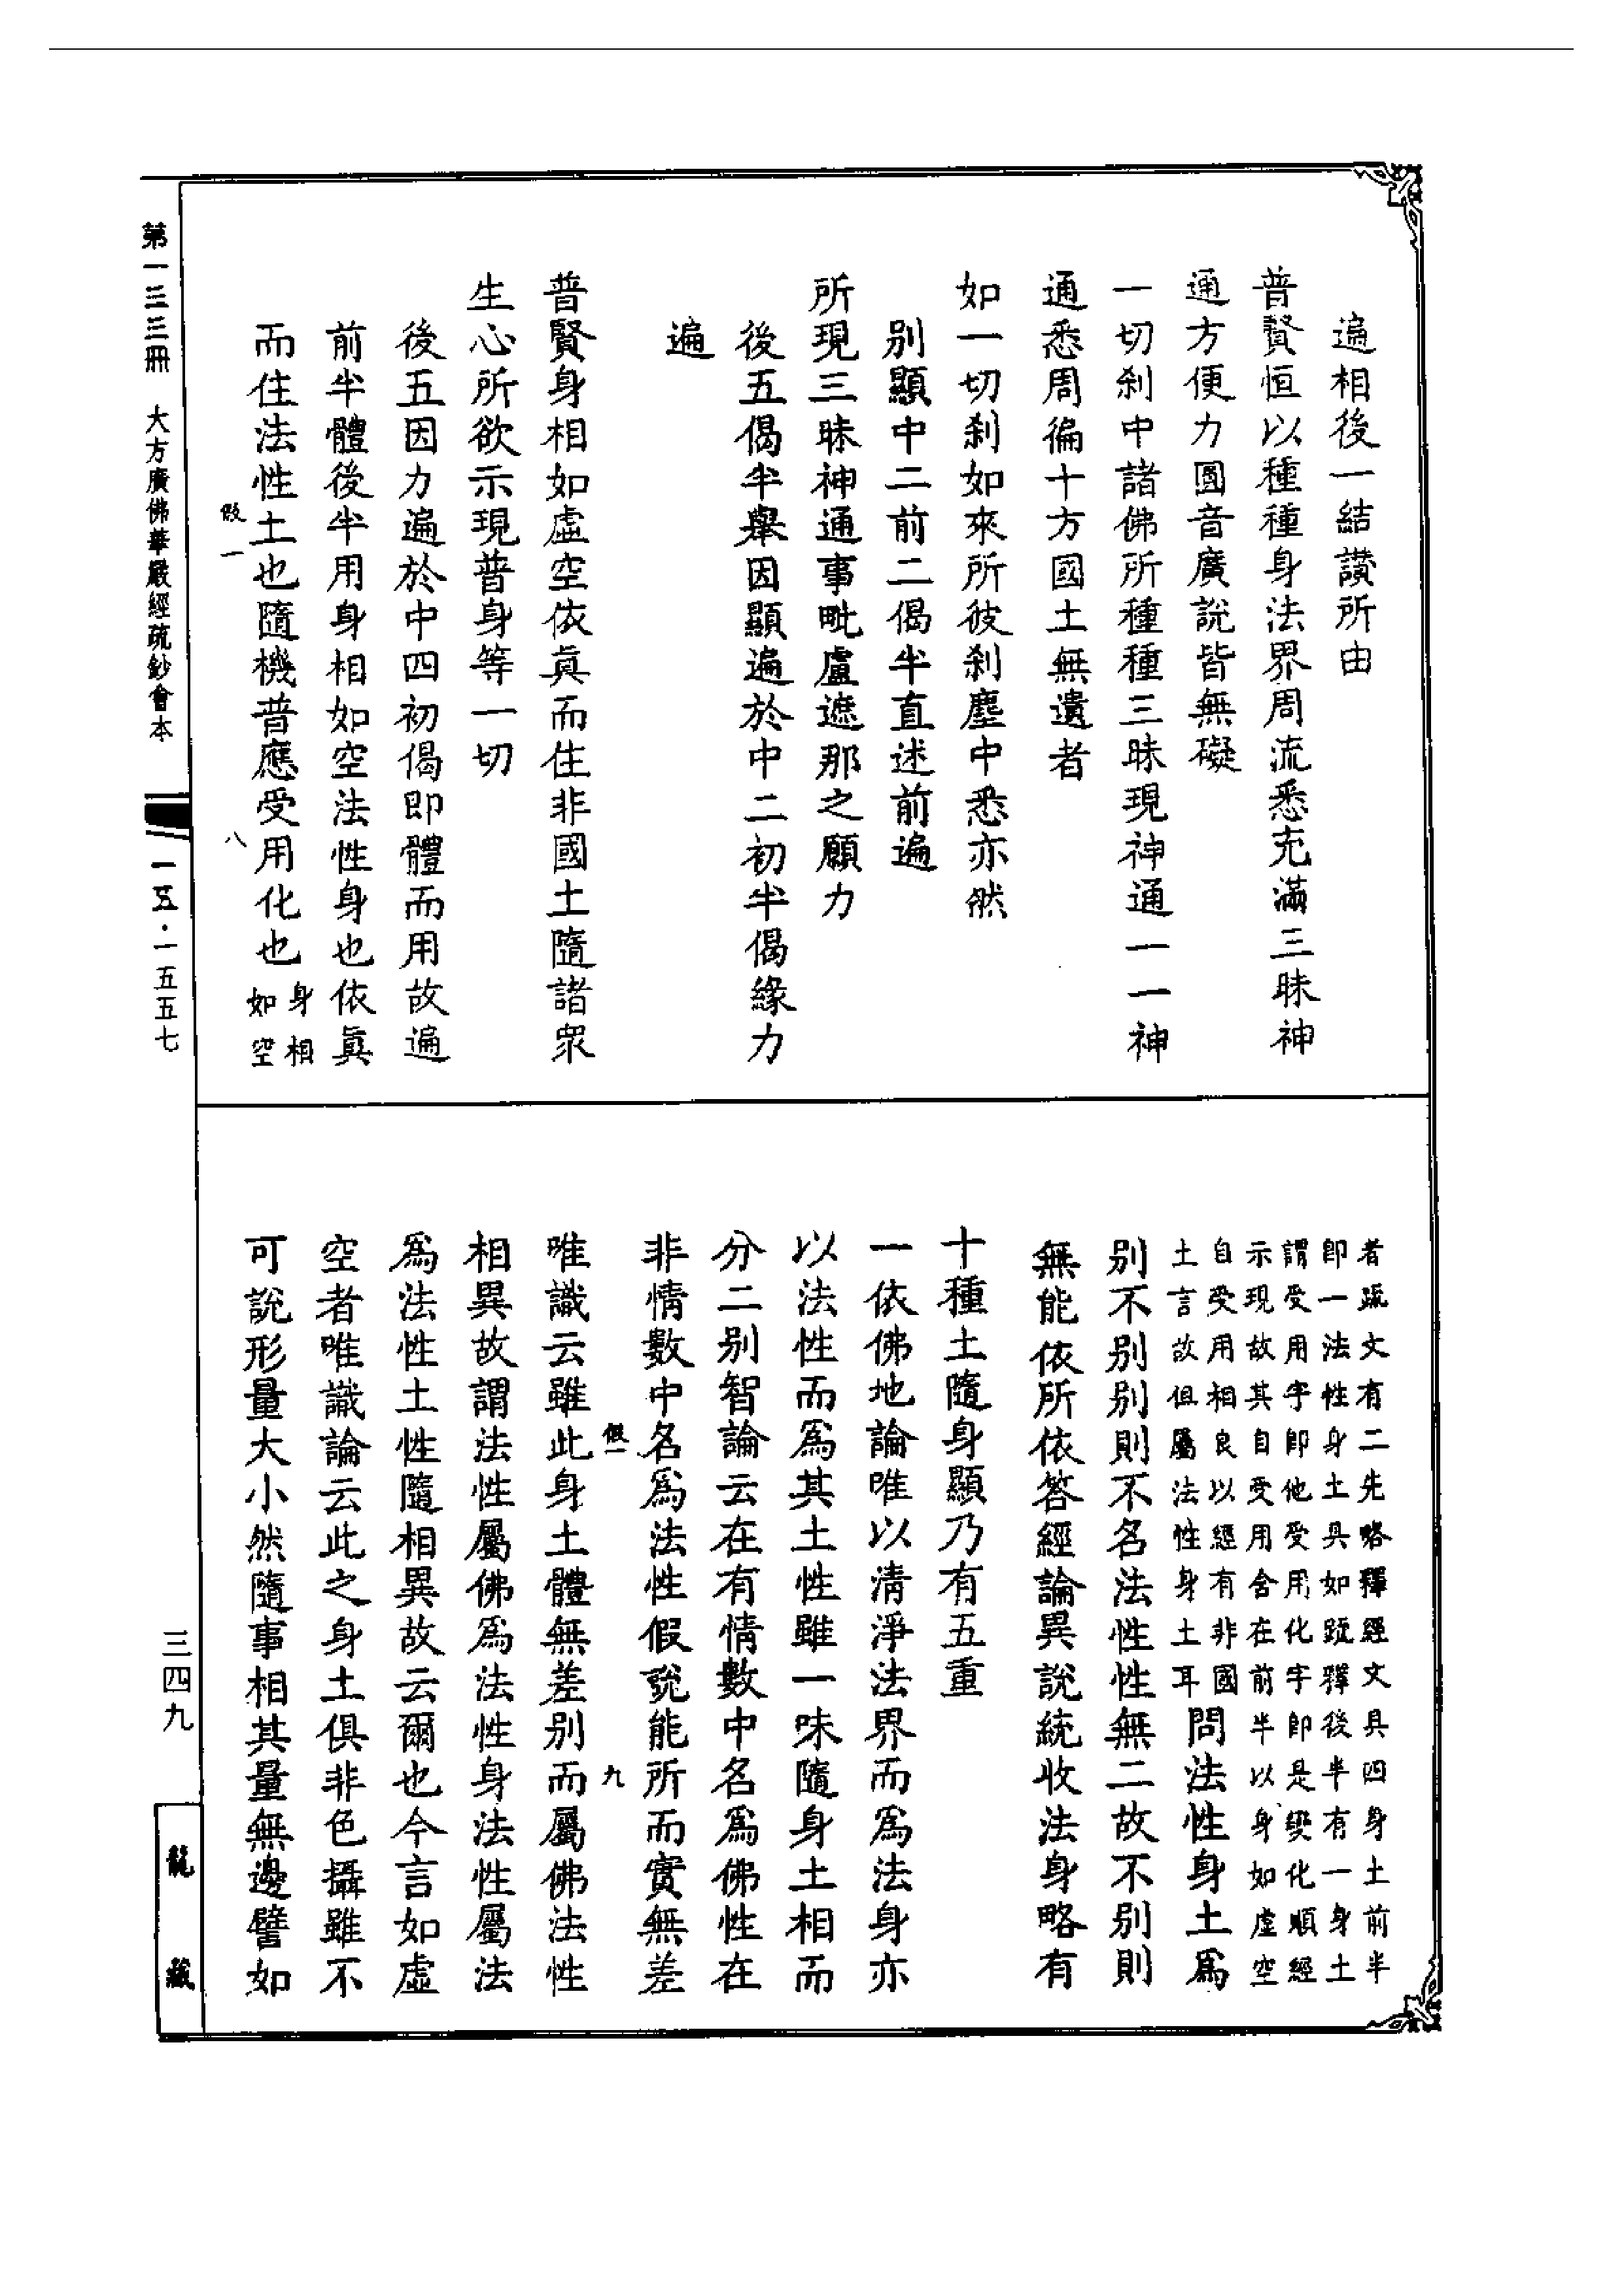 遍相後一結讚所由
普賢恒以種種身法界周流悉充滿三昧神
通方便力圓音廣說皆無礙
一切刹中諸佛所種種三昧現神通一一神
通悉周徧十方國土無遺者
如一切刹如來所彼刹塵中悉亦然
別顯中二前二偈半直述前遍
所現三昧神通事毗盧遮那之願力
後五偈半舉因顯遍於中二初半偈緣力
遍
普賢身相如虛空依眞而住非國土隨諸眾
生心所欲示現普身等一切
後五因力遍於中四初偈即體而用故遍
前半體後半用身相如空法性身也依眞
而住法性土也隨機普應受用化也身相
如空
者疏文有二先略釋經文具四身土前半
卽一法性身土具如疏釋後半有一身土
謂受用字卽他受用化字卽是變化順經
示現故其自受用含在前半以身如虛空
自受用相良以經有非國
土言故但屬法性身土耳問法性身土爲
別不別別則不名法性性無二故不別則
無能依所依答經論異說統收法身略有
十種土隨身顯乃有五重
一依佛地論唯以清淨法界而爲法身亦
以法性而爲其土性雖一味隨身土相而
分二別智論云在有情數中名爲佛性在
非情數中名爲法性假說能所而實無差
唯識云雖此身土體無差別而屬佛法性
相異故謂法性屬佛爲法性身法性屬法
爲法性土性隨相異故云爾也今言如虛
空者唯識論云此之身土俱非色攝雖不
可說形量大小然隨事相其量無邊譬如
第一三三冊　大方廣佛華嚴經疏鈔會本
一五·一五五七
三四九
龍藏
假一
八
假一
九